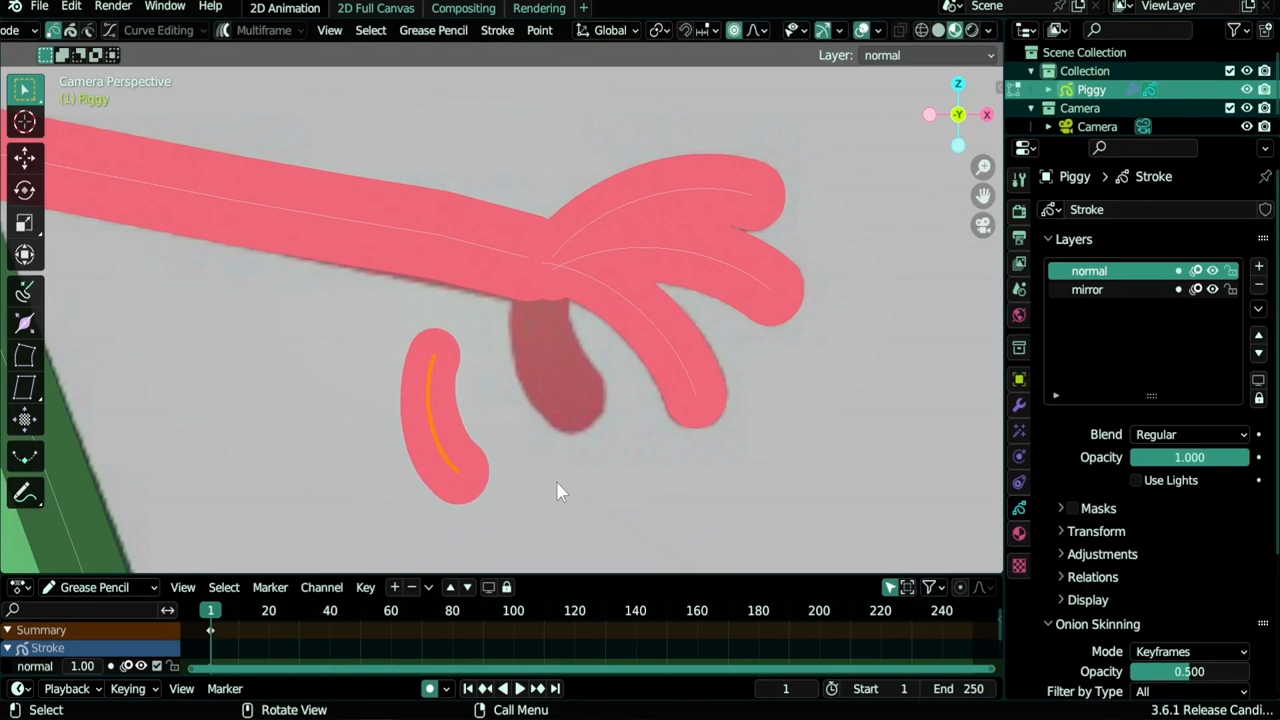 File Edit Render Window Help 2D Animation 2D Full Canvas Compositing Rendering + Scene ViewLayer
ode Curve Editing Multiframe View Select Grease Pencil Stroke Point Global
Layer: normal
Camera Perspective
(1) Piggy
Z
-Y X
Scene Collection
Collection
Piggy
Camera
Camera
Piggy > Stroke
Stroke
Layers
normal
mirror
Blend Regular
Opacity 1.000
Use Lights
Masks
Transform
Adjustments
Relations
Display
Onion Skinning
Mode Keyframes
Opacity 0.500
Filter by Type All
Grease Pencil View Select Marker Channel Key
1 20 40 60 80 100 120 140 160 180 200 220 240
Summary
Stroke
normal 1.00
Playback Keying View Marker 1 Start 1 End 250
Select Rotate View Call Menu 3.6.1 Release Candi...